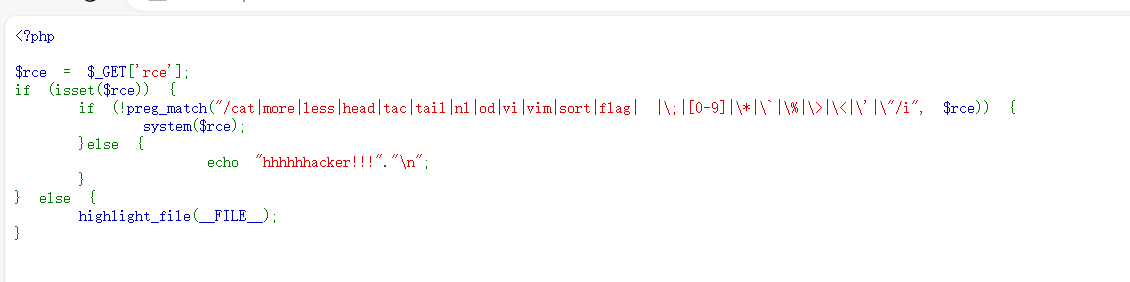 <?php
$rce = $_GET['rce'];
if (isset($rce)) {
if (!preg_match("/cat|more|less|head|tac|tail|nl|od|vi|vim|sort|flag| |\;|[0-9]|\*|\`|\%|\>|\<|\'|\"/i", $rce)) {
system($rce);
}else {
echo "hhhhhhacker!!!"."\n";
}
} else {
highlight_file(__FILE__);
}